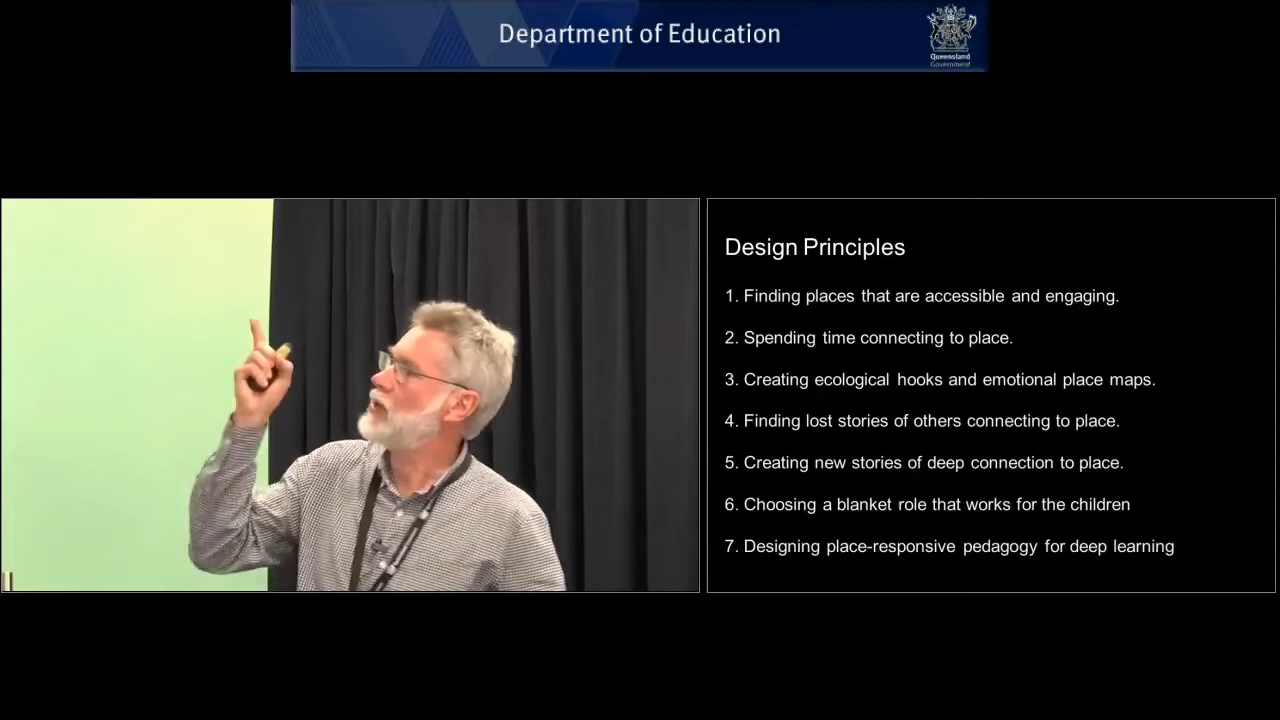 Department of Education
Queensland
Government
Design Principles
1. Finding places that are accessible and engaging.
2. Spending time connecting to place.
3. Creating ecological hooks and emotional place maps.
4. Finding lost stories of others connecting to place.
5. Creating new stories of deep connection to place.
6. Choosing a blanket role that works for the children
7. Designing place-responsive pedagogy for deep learning